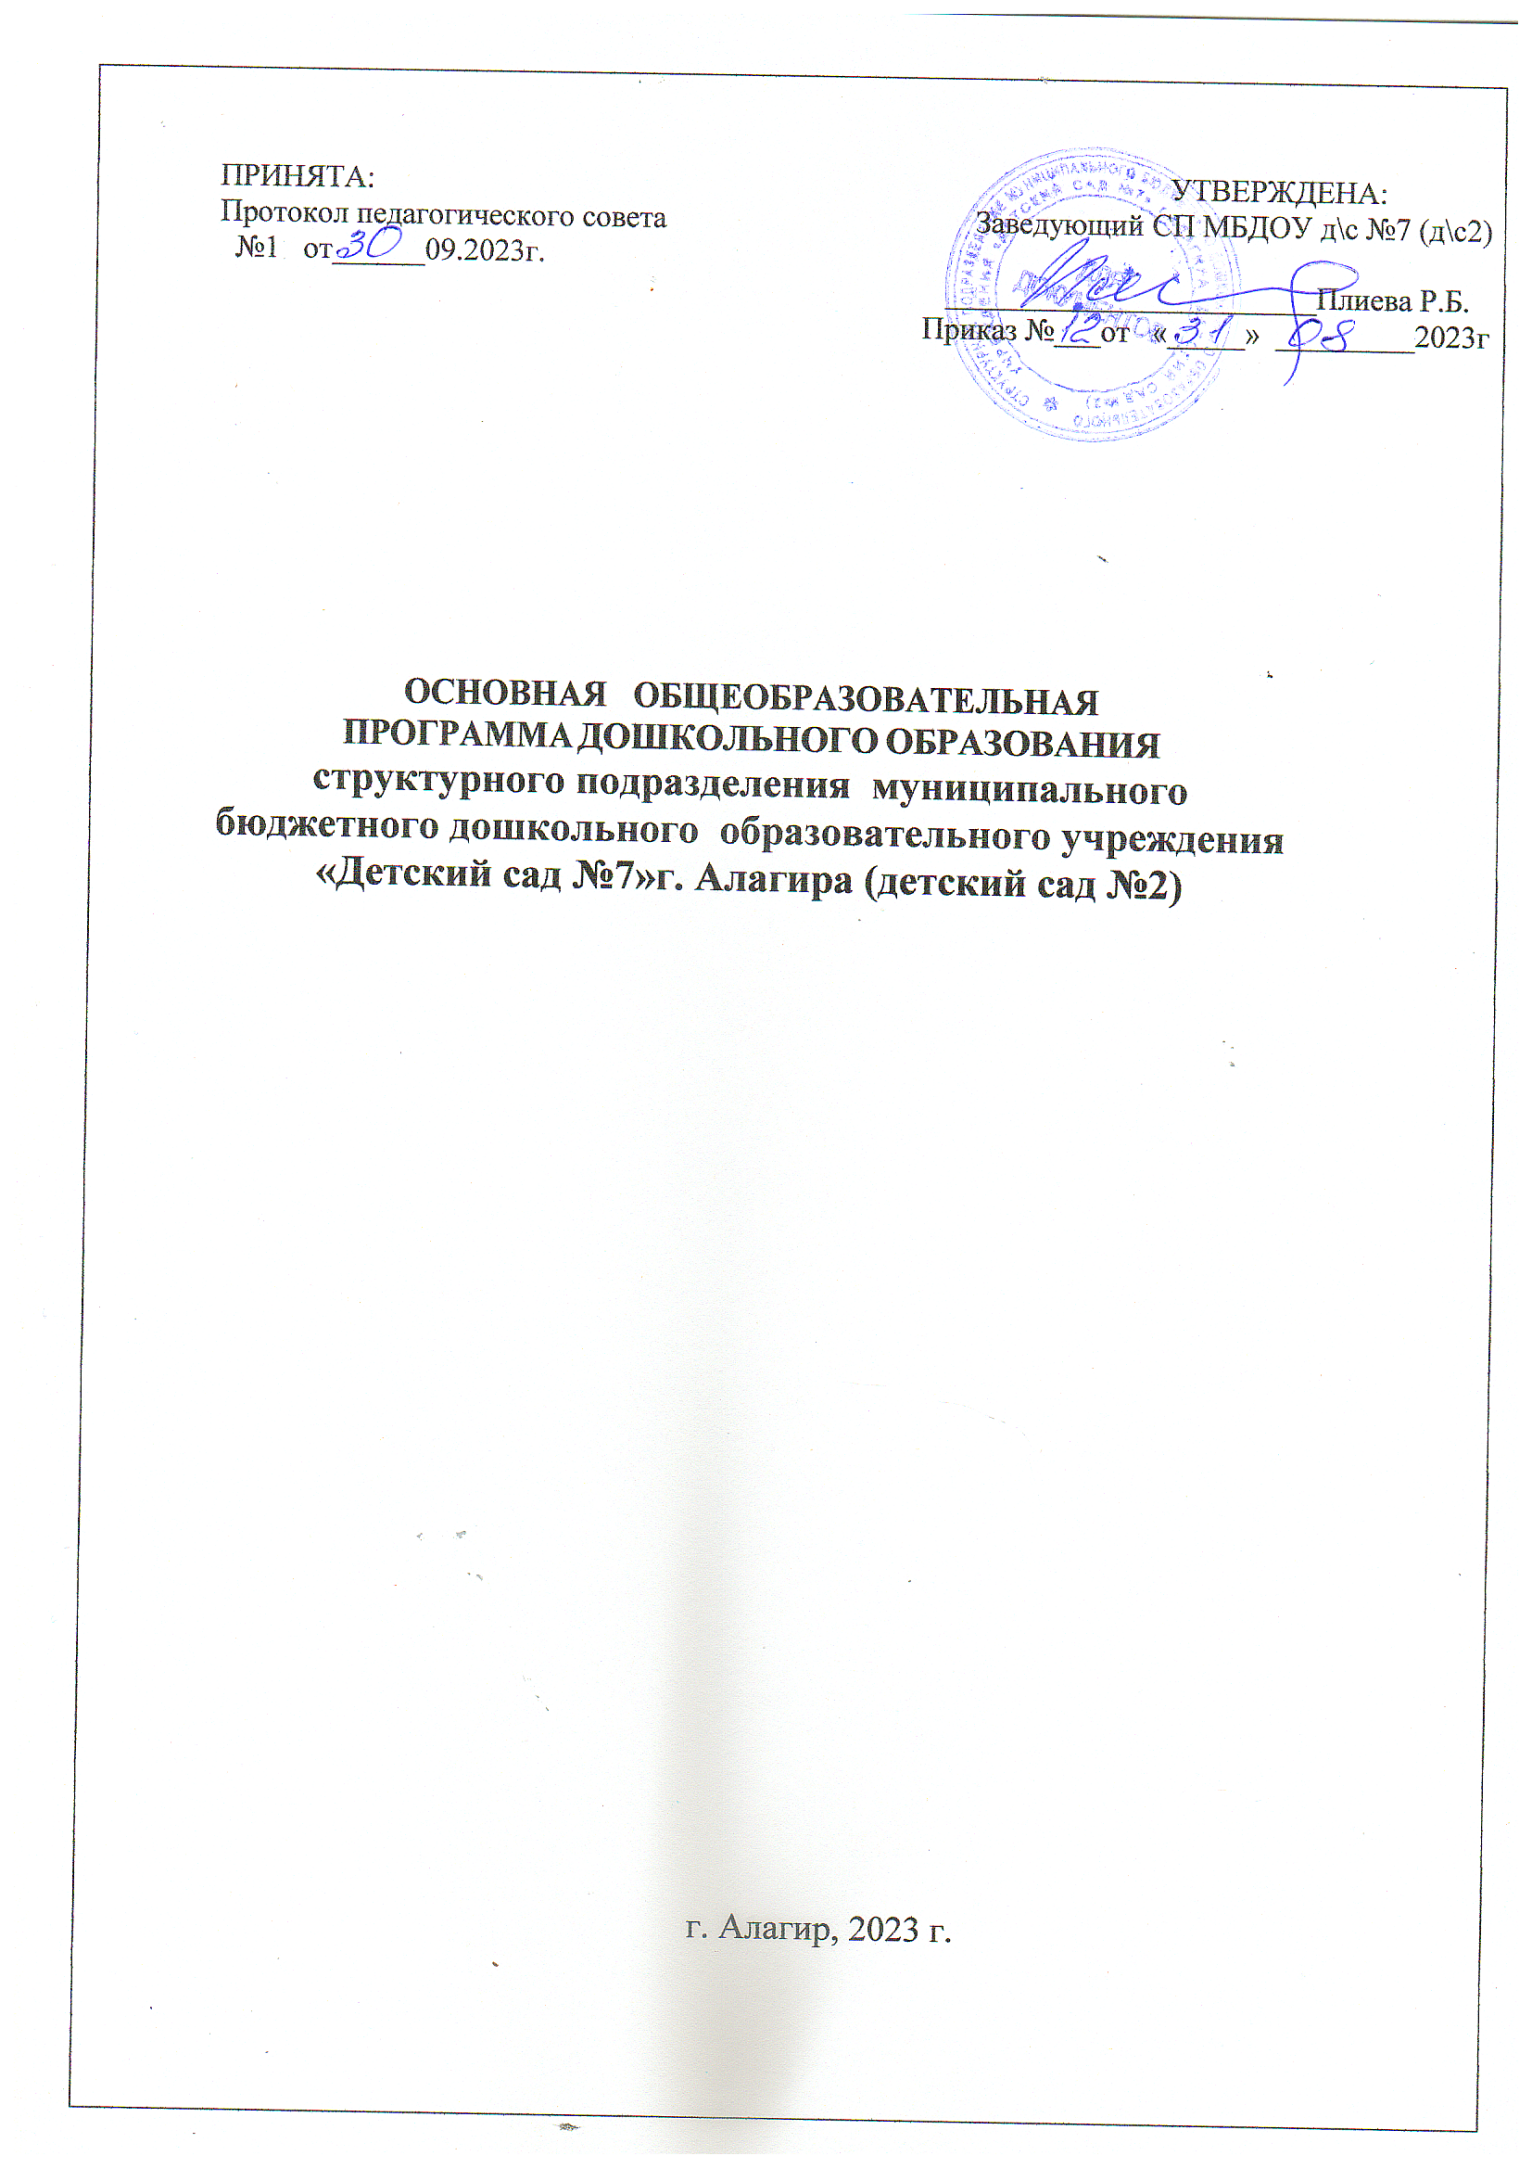 ПРИНЯТА:
Протокол педагогического совета
№1 от 30 09.2023г.
УТВЕРЖДЕНА:
Заведующий СП МБДОУ д\с №7 (д\с2)
Плиева Р.Б.
Приказ № 12 от « 31 » 08 2023г
ОСНОВНАЯ ОБЩЕОБРАЗОВАТЕЛЬНАЯ
ПРОГРАММА ДОШКОЛЬНОГО ОБРАЗОВАНИЯ
структурного подразделения муниципального
бюджетного дошкольного образовательного учреждения
«Детский сад №7»г. Алагира (детский сад №2)
г. Алагир, 2023 г.